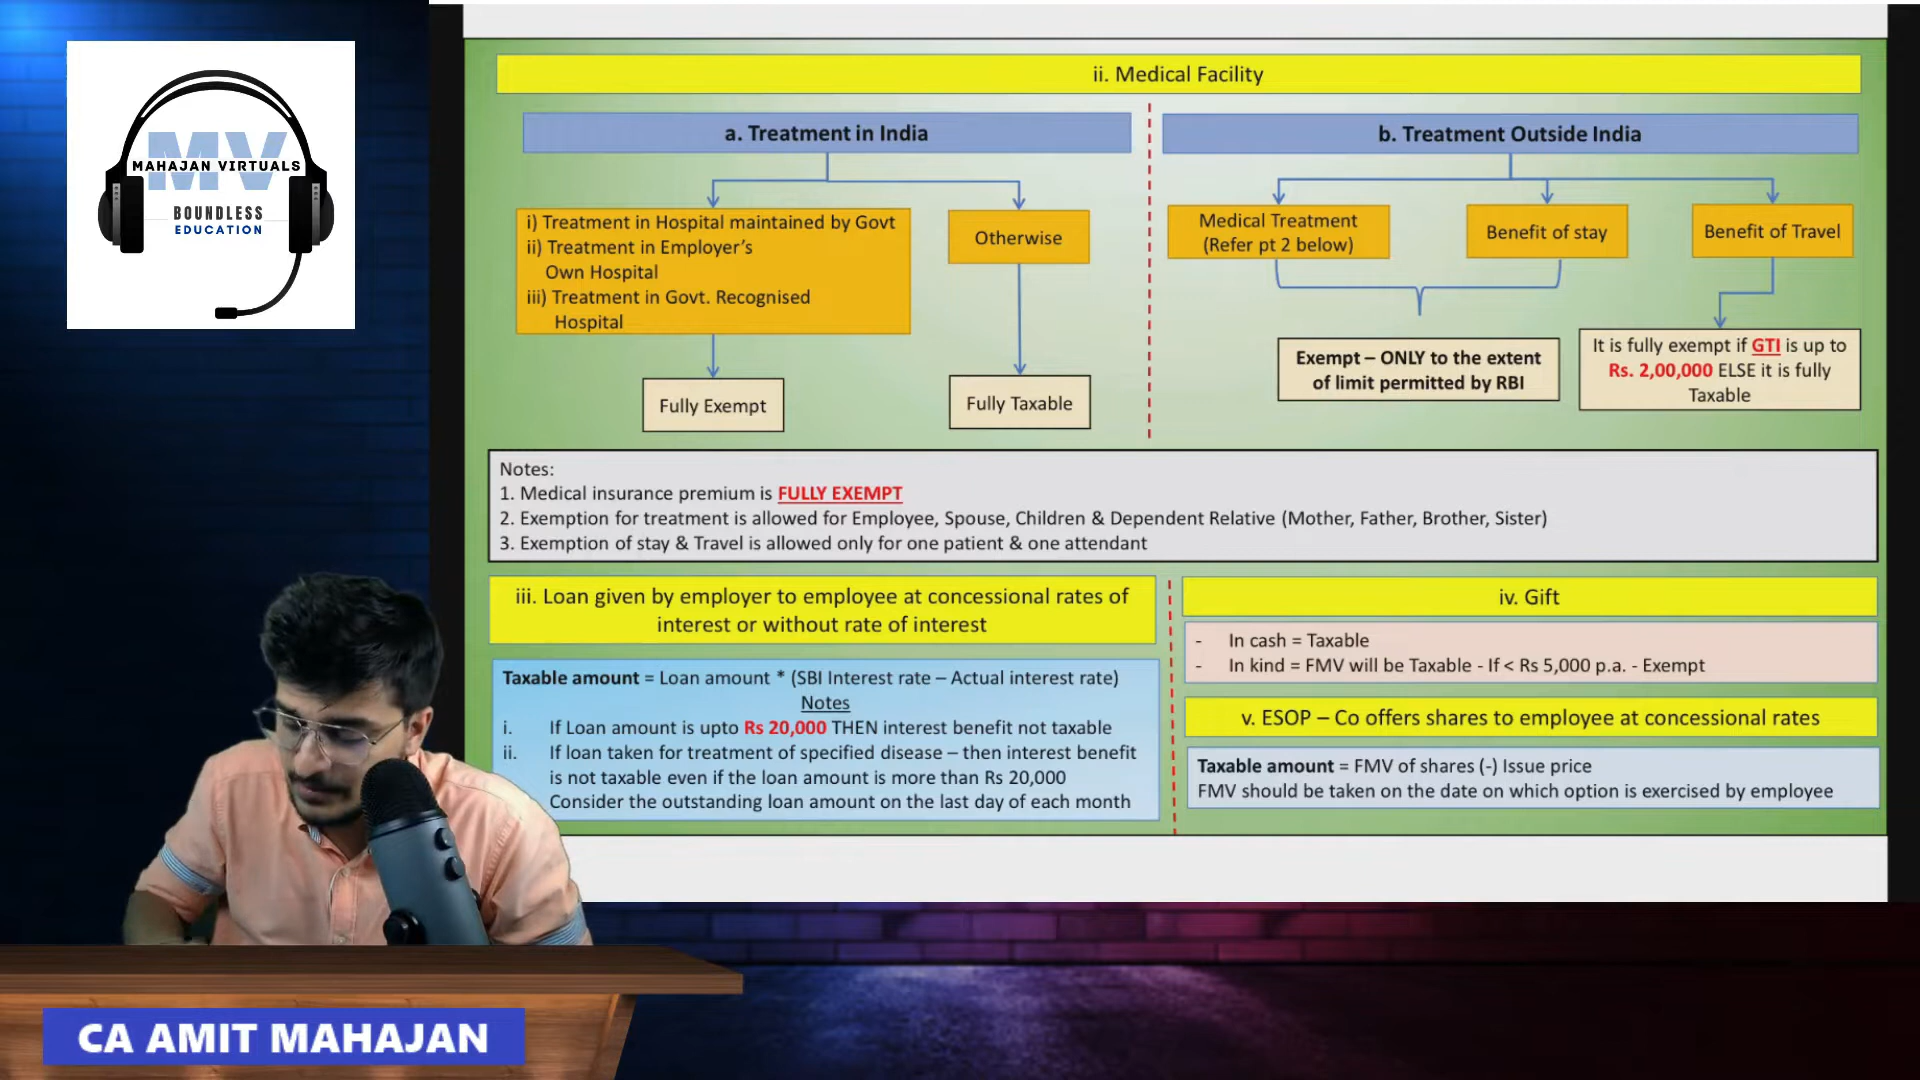 MV
MAHAJAN VIRTUALS
BOUNDLESS
EDUCATION
ii. Medical Facility
a. Treatment in India
b. Treatment Outside India
i) Treatment in Hospital maintained by Govt
ii) Treatment in Employer’s
Own Hospital
iii) Treatment in Govt. Recognised
Hospital
Otherwise
Medical Treatment
(Refer pt 2 below)
Benefit of stay
Benefit of Travel
Fully Exempt
Fully Taxable
Exempt – ONLY to the extent
of limit permitted by RBI
It is fully exempt if GTI is up to
Rs. 2,00,000 ELSE it is fully
Taxable
Notes:
1. Medical insurance premium is FULLY EXEMPT
2. Exemption for treatment is allowed for Employee, Spouse, Children & Dependent Relative (Mother, Father, Brother, Sister)
3. Exemption of stay & Travel is allowed only for one patient & one attendant
iii. Loan given by employer to employee at concessional rates of
interest or without rate of interest
Taxable amount = Loan amount * (SBI Interest rate – Actual interest rate)
Notes
i. If Loan amount is upto Rs 20,000 THEN interest benefit not taxable
ii. If loan taken for treatment of specified disease – then interest benefit
is not taxable even if the loan amount is more than Rs 20,000
Consider the outstanding loan amount on the last day of each month
iv. Gift
- In cash = Taxable
- In kind = FMV will be Taxable - If < Rs 5,000 p.a. - Exempt
v. ESOP – Co offers shares to employee at concessional rates
Taxable amount = FMV of shares (-) Issue price
FMV should be taken on the date on which option is exercised by employee
CA AMIT MAHAJAN